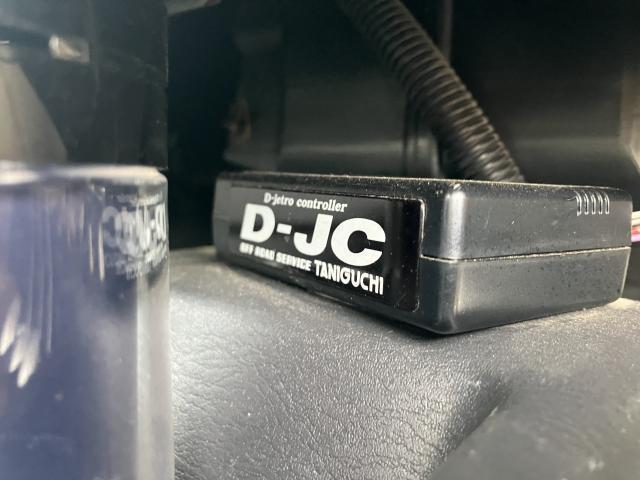 D-jetro controller
D-JC
OFF ROAD SERVICE TANIGUCHI